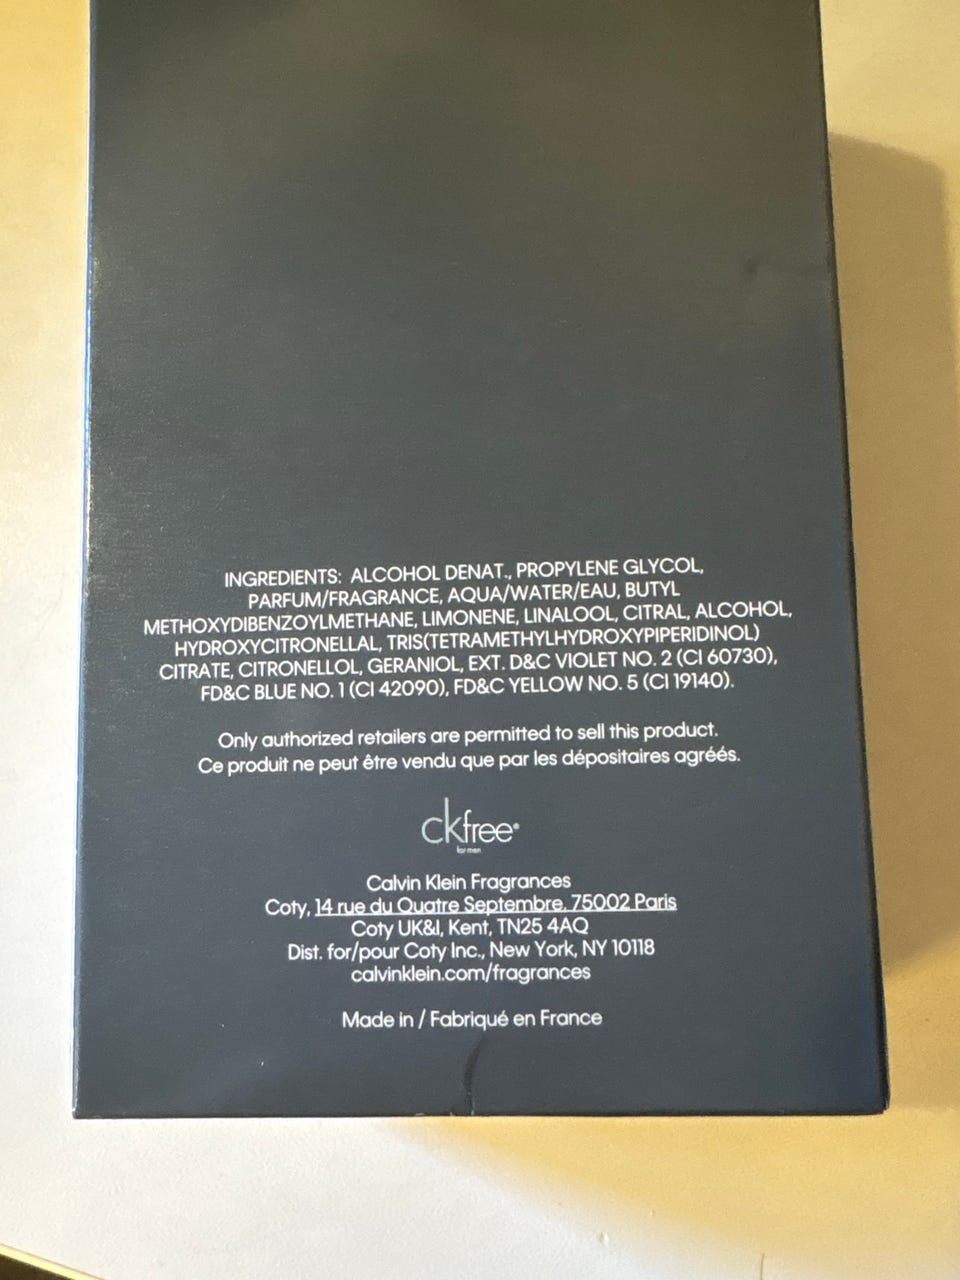 INGREDIENTS: ALCOHOL DENAT., PROPYLENE GLYCOL,
PARFUM/FRAGRANCE, AQUA/WATER/EAU, BUTYL
METHOXYDIBENZOYLMETHANE, LIMONENE, LINALOOL, CITRAL, ALCOHOL,
HYDROXYCITRONELLAL, TRIS(TETRAMETHYLHYDROXYPIPERIDINOL)
CITRATE, CITRONELLOL, GERANIOL, EXT. D&C VIOLET NO. 2 (CI 60730),
FD&C BLUE NO. 1 (CI 42090), FD&C YELLOW NO. 5 (CI 19140).
Only authorized retailers are permitted to sell this product.
Ce produit ne peut être vendu que par les dépositaires agréés.
ckfree®
for men
Calvin Klein Fragrances
Coty, 14 rue du Quatre Septembre, 75002 Paris
Coty UK&I, Kent, TN25 4AQ
Dist. for/pour Coty Inc., New York, NY 10118
calvinklein.com/fragrances
Made in / Fabriqué en France